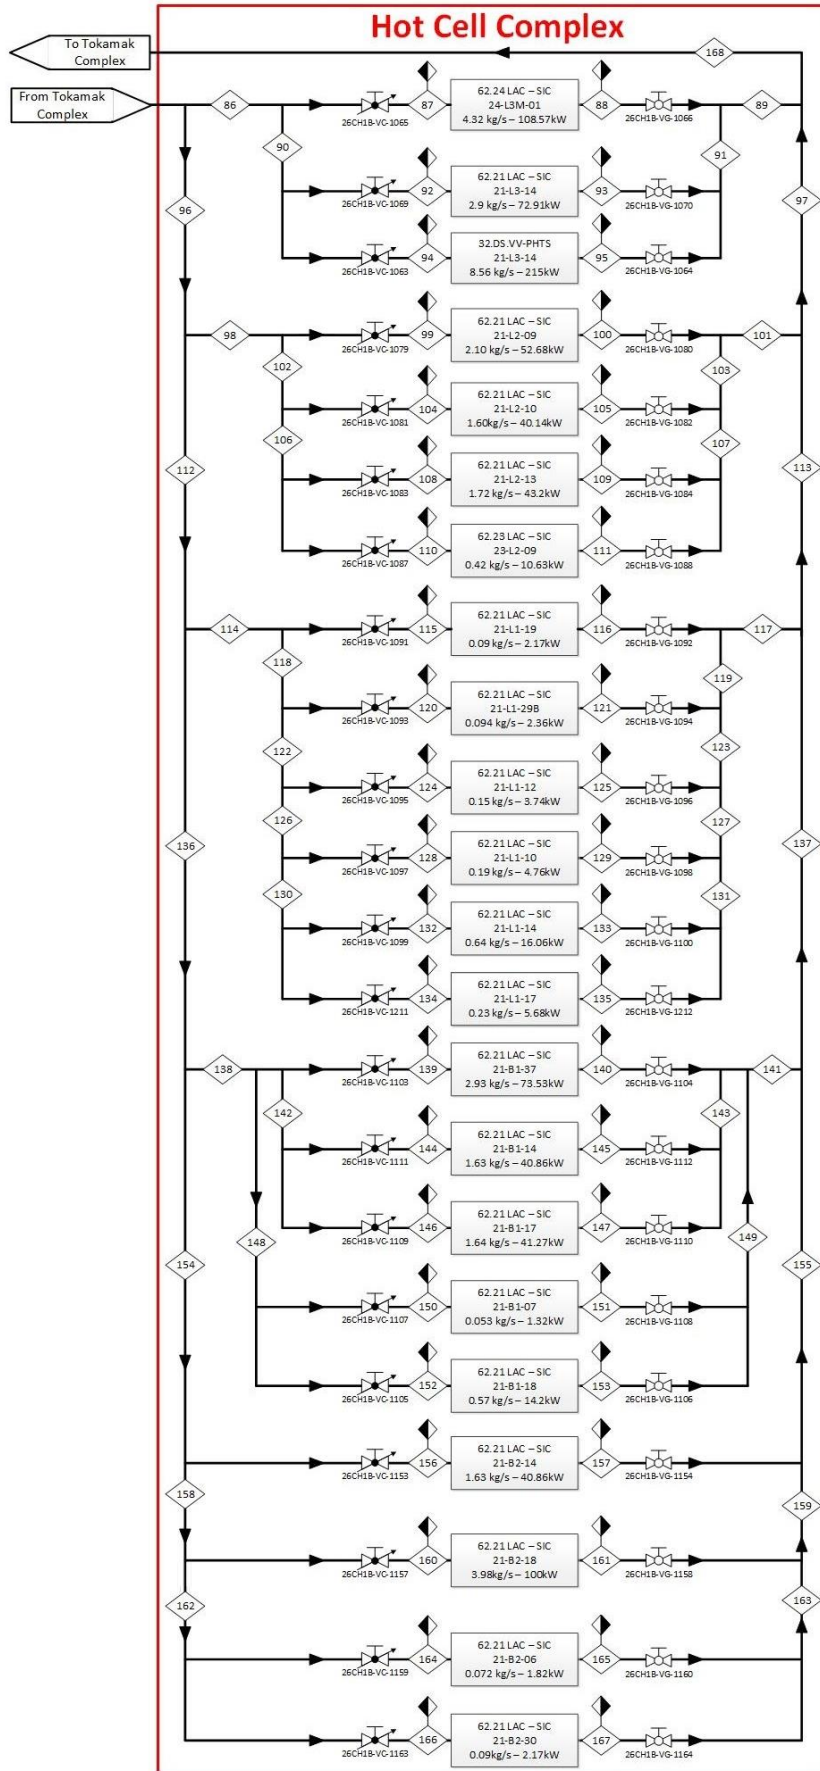 Hot Cell Complex
To Tokamak
Complex
168
From Tokamak
Complex
86
26CH1B-VC-1065
87
62.24 LAC – SIC
24-L3M-01
4.32 kg/s – 108.57kW
88
26CH1B-VG-1066
89
90
91
96
26CH1B-VC-1069
92
62.21 LAC – SIC
21-L3-14
2.9 kg/s – 72.91kW
93
26CH1B-VG-1070
97
26CH1B-VC-1063
94
32.DS.VV-PHTS
21-L3-14
8.56 kg/s – 215kW
95
26CH1B-VG-1064
98
26CH1B-VC-1079
99
62.21 LAC – SIC
21-L2-09
2.10 kg/s – 52.68kW
100
26CH1B-VG-1080
101
102
103
26CH1B-VC-1081
104
62.21 LAC – SIC
21-L2-10
1.60kg/s – 40.14kW
105
26CH1B-VG-1082
106
107
112
113
26CH1B-VC-1083
108
62.21 LAC – SIC
21-L2-13
1.72 kg/s – 43.2kW
109
26CH1B-VG-1084
26CH1B-VC-1087
110
62.23 LAC – SIC
23-L2-09
0.42 kg/s – 10.63kW
111
26CH1B-VG-1088
114
26CH1B-VC-1091
115
62.21 LAC – SIC
21-L1-19
0.09 kg/s – 2.17kW
116
26CH1B-VG-1092
117
118
119
26CH1B-VC-1093
120
62.21 LAC – SIC
21-L1-29B
0.094 kg/s – 2.36kW
121
26CH1B-VG-1094
122
123
26CH1B-VC-1095
124
62.21 LAC – SIC
21-L1-12
0.15 kg/s – 3.74kW
125
26CH1B-VG-1096
126
127
136
137
26CH1B-VC-1097
128
62.21 LAC – SIC
21-L1-10
0.19 kg/s – 4.76kW
129
26CH1B-VG-1098
130
131
26CH1B-VC-1099
132
62.21 LAC – SIC
21-L1-14
0.64 kg/s – 16.06kW
133
26CH1B-VG-1100
26CH1B-VC-1211
134
62.21 LAC – SIC
21-L1-17
0.23 kg/s – 5.68kW
135
26CH1B-VG-1212
138
26CH1B-VC-1103
139
62.21 LAC – SIC
21-B1-37
2.93 kg/s – 73.53kW
140
26CH1B-VG-1104
141
142
143
26CH1B-VC-1111
144
62.21 LAC – SIC
21-B1-14
1.63 kg/s – 40.86kW
145
26CH1B-VG-1112
26CH1B-VC-1109
146
62.21 LAC – SIC
21-B1-17
1.64 kg/s – 41.27kW
147
26CH1B-VG-1110
148
149
154
155
26CH1B-VC-1107
150
62.21 LAC – SIC
21-B1-07
0.053 kg/s – 1.32kW
151
26CH1B-VG-1108
26CH1B-VC-1105
152
62.21 LAC – SIC
21-B1-18
0.57 kg/s – 14.2kW
153
26CH1B-VG-1106
26CH1B-VC-1153
156
62.21 LAC – SIC
21-B2-14
1.63 kg/s – 40.86kW
157
26CH1B-VG-1154
158
159
26CH1B-VC-1157
160
62.21 LAC – SIC
21-B2-18
3.98kg/s – 100kW
161
26CH1B-VG-1158
162
163
26CH1B-VC-1159
164
62.21 LAC – SIC
21-B2-06
0.072 kg/s – 1.82kW
165
26CH1B-VG-1160
26CH1B-VC-1163
166
62.21 LAC – SIC
21-B2-30
0.09kg/s – 2.17kW
167
26CH1B-VG-1164